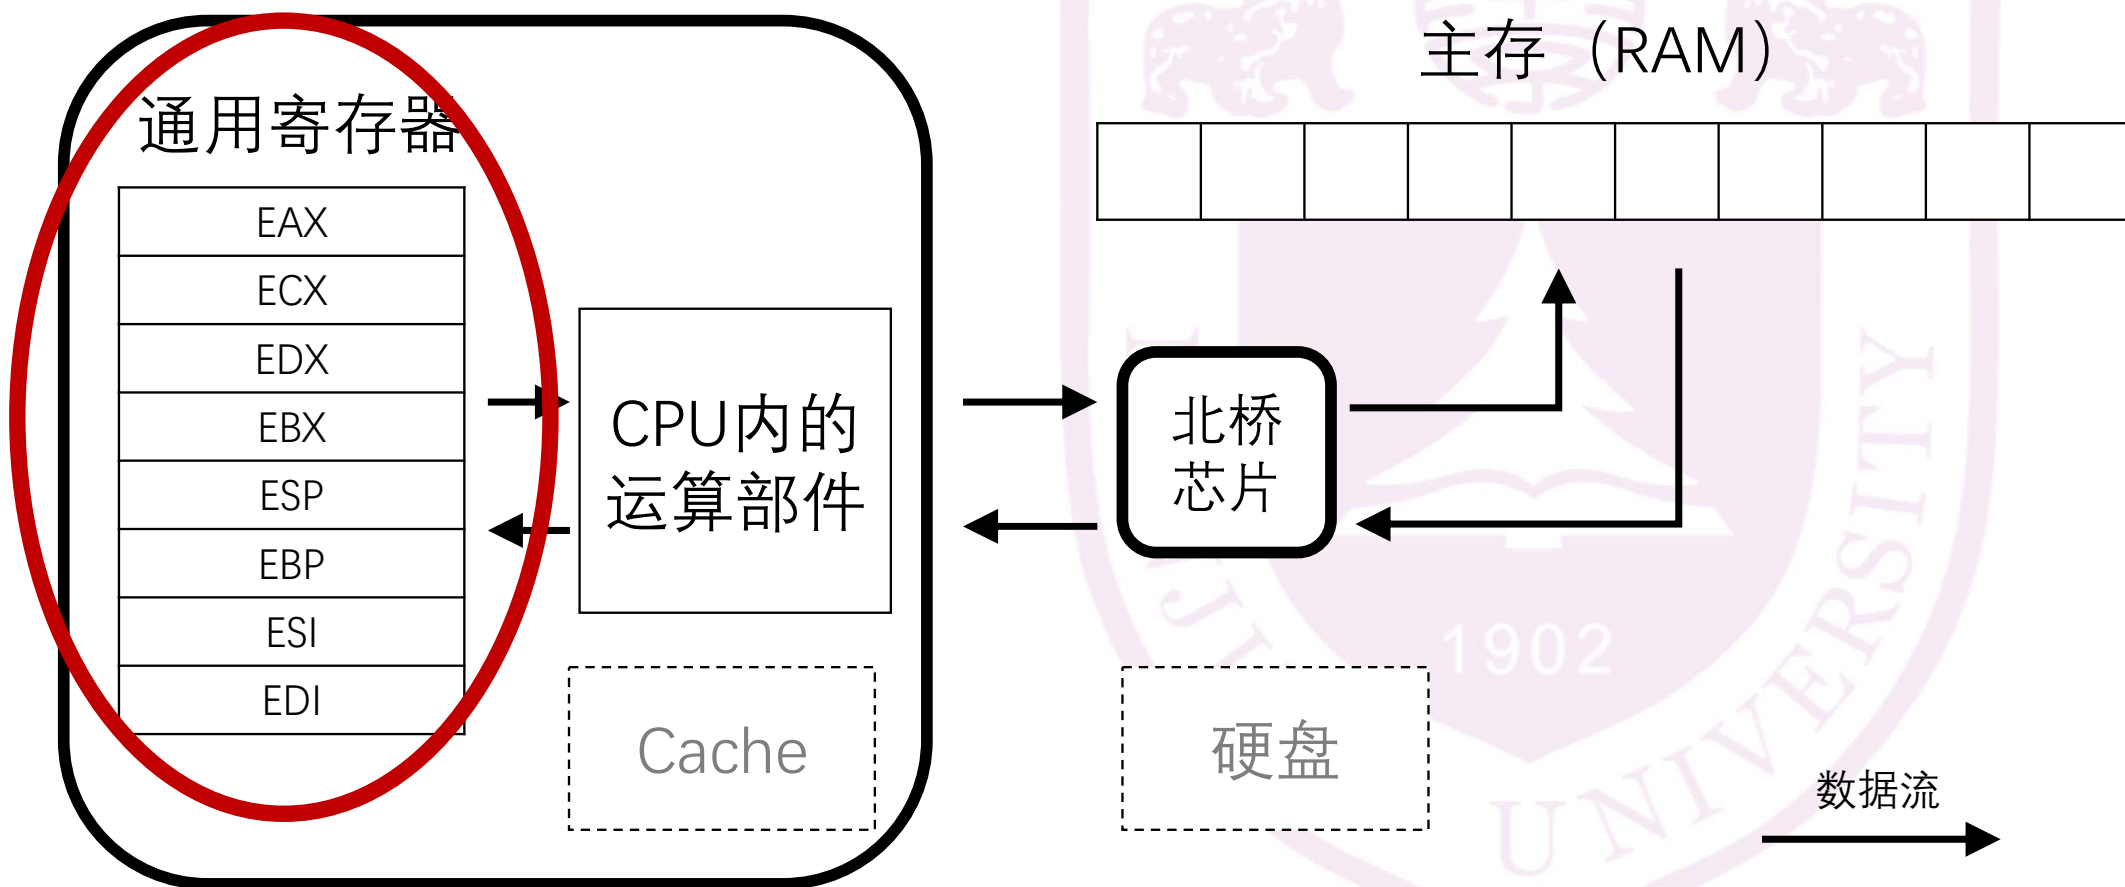 通用寄存器
EAX
ECX
EDX
EBX
ESP
EBP
ESI
EDI
CPU内的
运算部件
Cache
主存（RAM）
北桥
芯片
硬盘
数据流
1902
UNIVERSITY